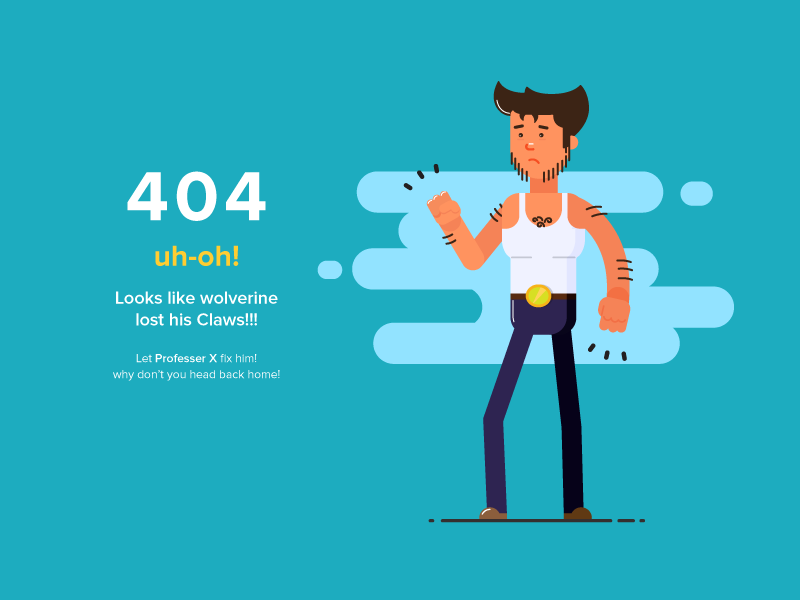 404
uh-oh!
Looks like wolverine
lost his Claws!!!
Let Professer X fix him!
why don't you head back home!